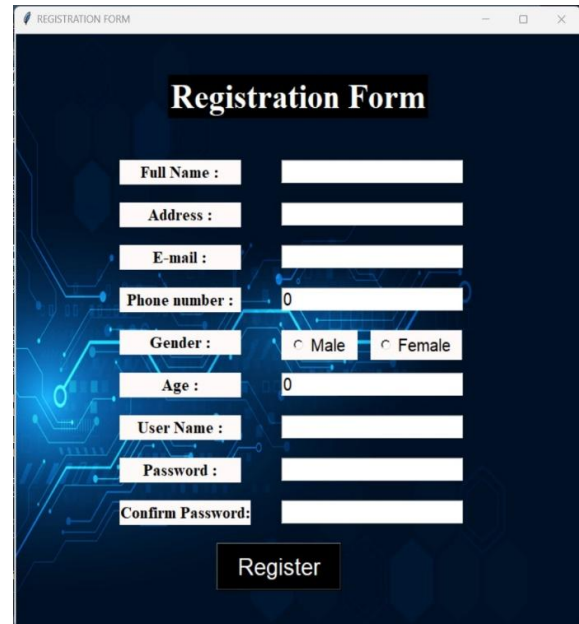 REGISTRATION FORM
Registration Form
Full Name :
Address :
E-mail :
Phone number : 0
Gender : Male Female
Age : 0
User Name :
Password :
Confirm Password:
Register